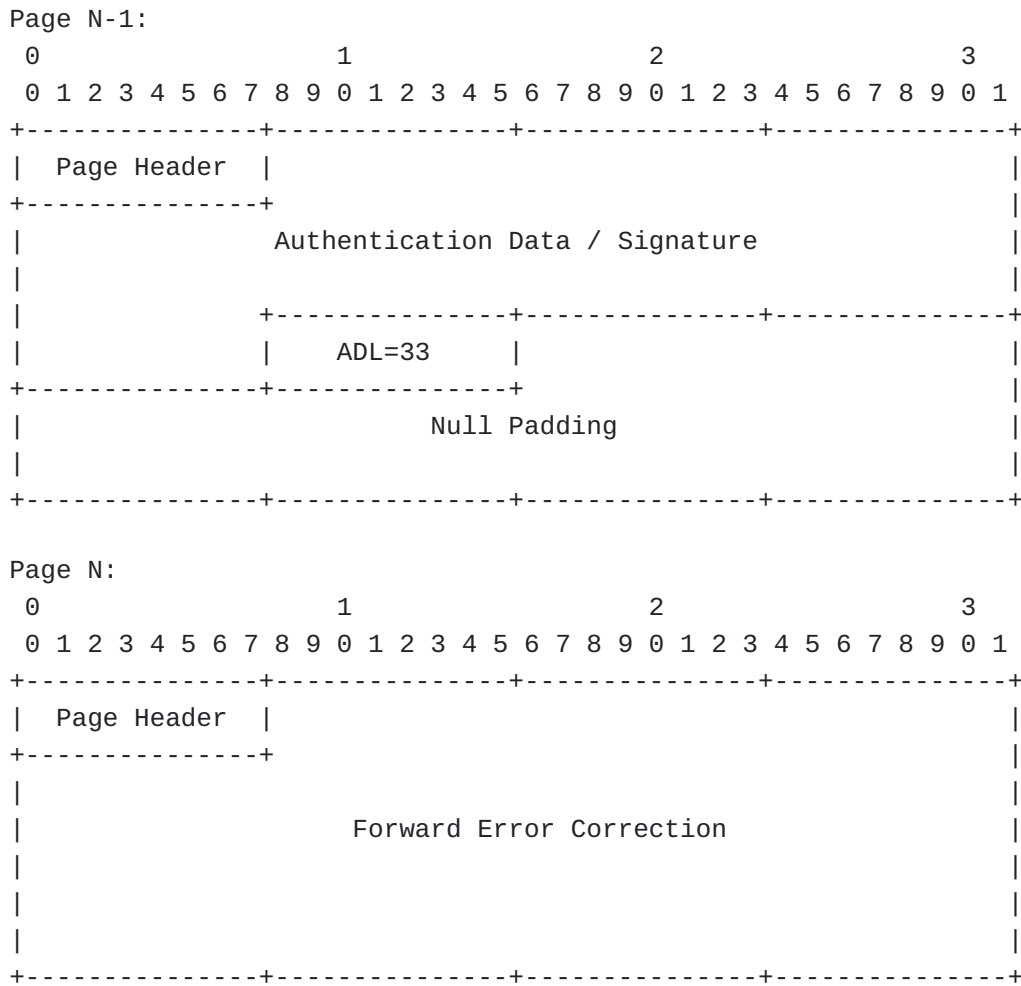 Page N-1:
 0                   1                   2                   3
 0 1 2 3 4 5 6 7 8 9 0 1 2 3 4 5 6 7 8 9 0 1 2 3 4 5 6 7 8 9 0 1
+---------------+---------------+---------------+---------------+
|  Page Header  |                                               |
+---------------+                                               |
|                Authentication Data / Signature                |
|                                                               |
|               +---------------+---------------+---------------+
|               |    ADL=33     |                               |
+---------------+---------------+                               |
|                          Null Padding                         |
|                                                               |
+---------------+---------------+---------------+---------------+

Page N:
 0                   1                   2                   3
 0 1 2 3 4 5 6 7 8 9 0 1 2 3 4 5 6 7 8 9 0 1 2 3 4 5 6 7 8 9 0 1
+---------------+---------------+---------------+---------------+
|  Page Header  |                                               |
+---------------+                                               |
|                                                               |
|                     Forward Error Correction                  |
|                                                               |
|                                                               |
|                                                               |
+---------------+---------------+---------------+---------------+